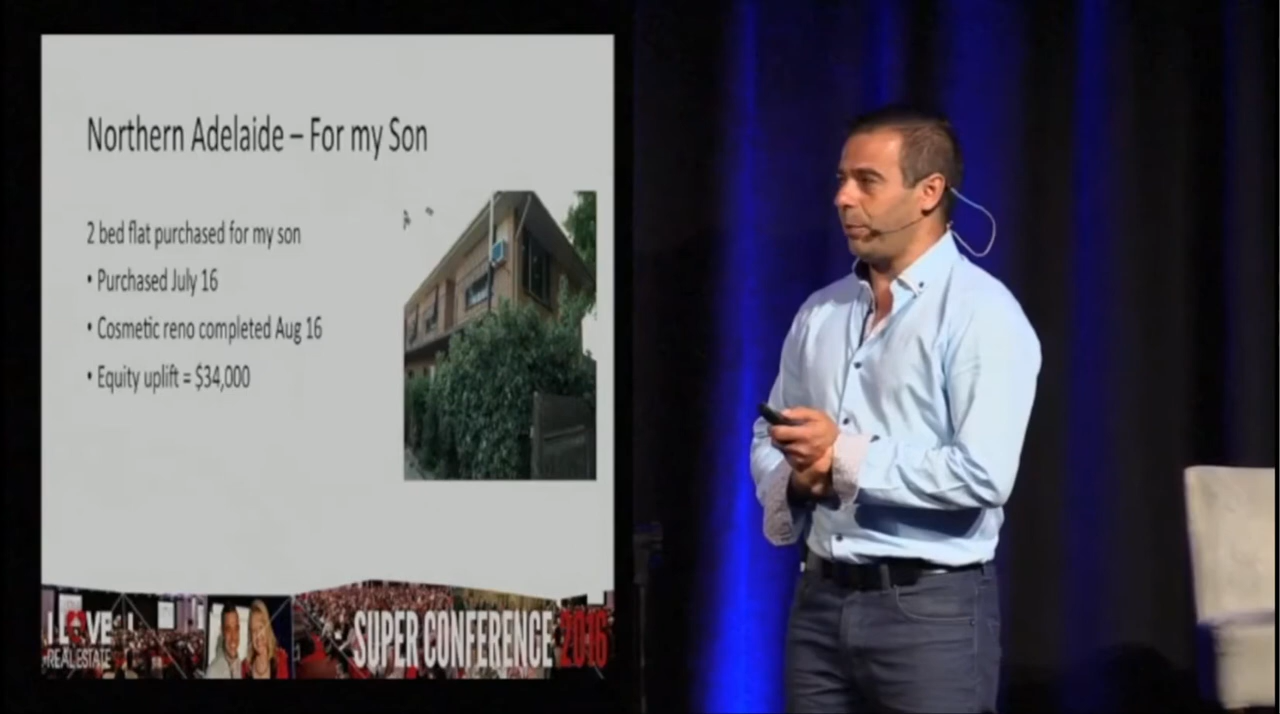 Northern Adelaide – For my Son
2 bed flat purchased for my son
• Purchased July 16
• Cosmetic reno completed Aug 16
• Equity uplift = $34,000
I LOVE
REAL ESTATE
SUPER CONFERENCE 2016